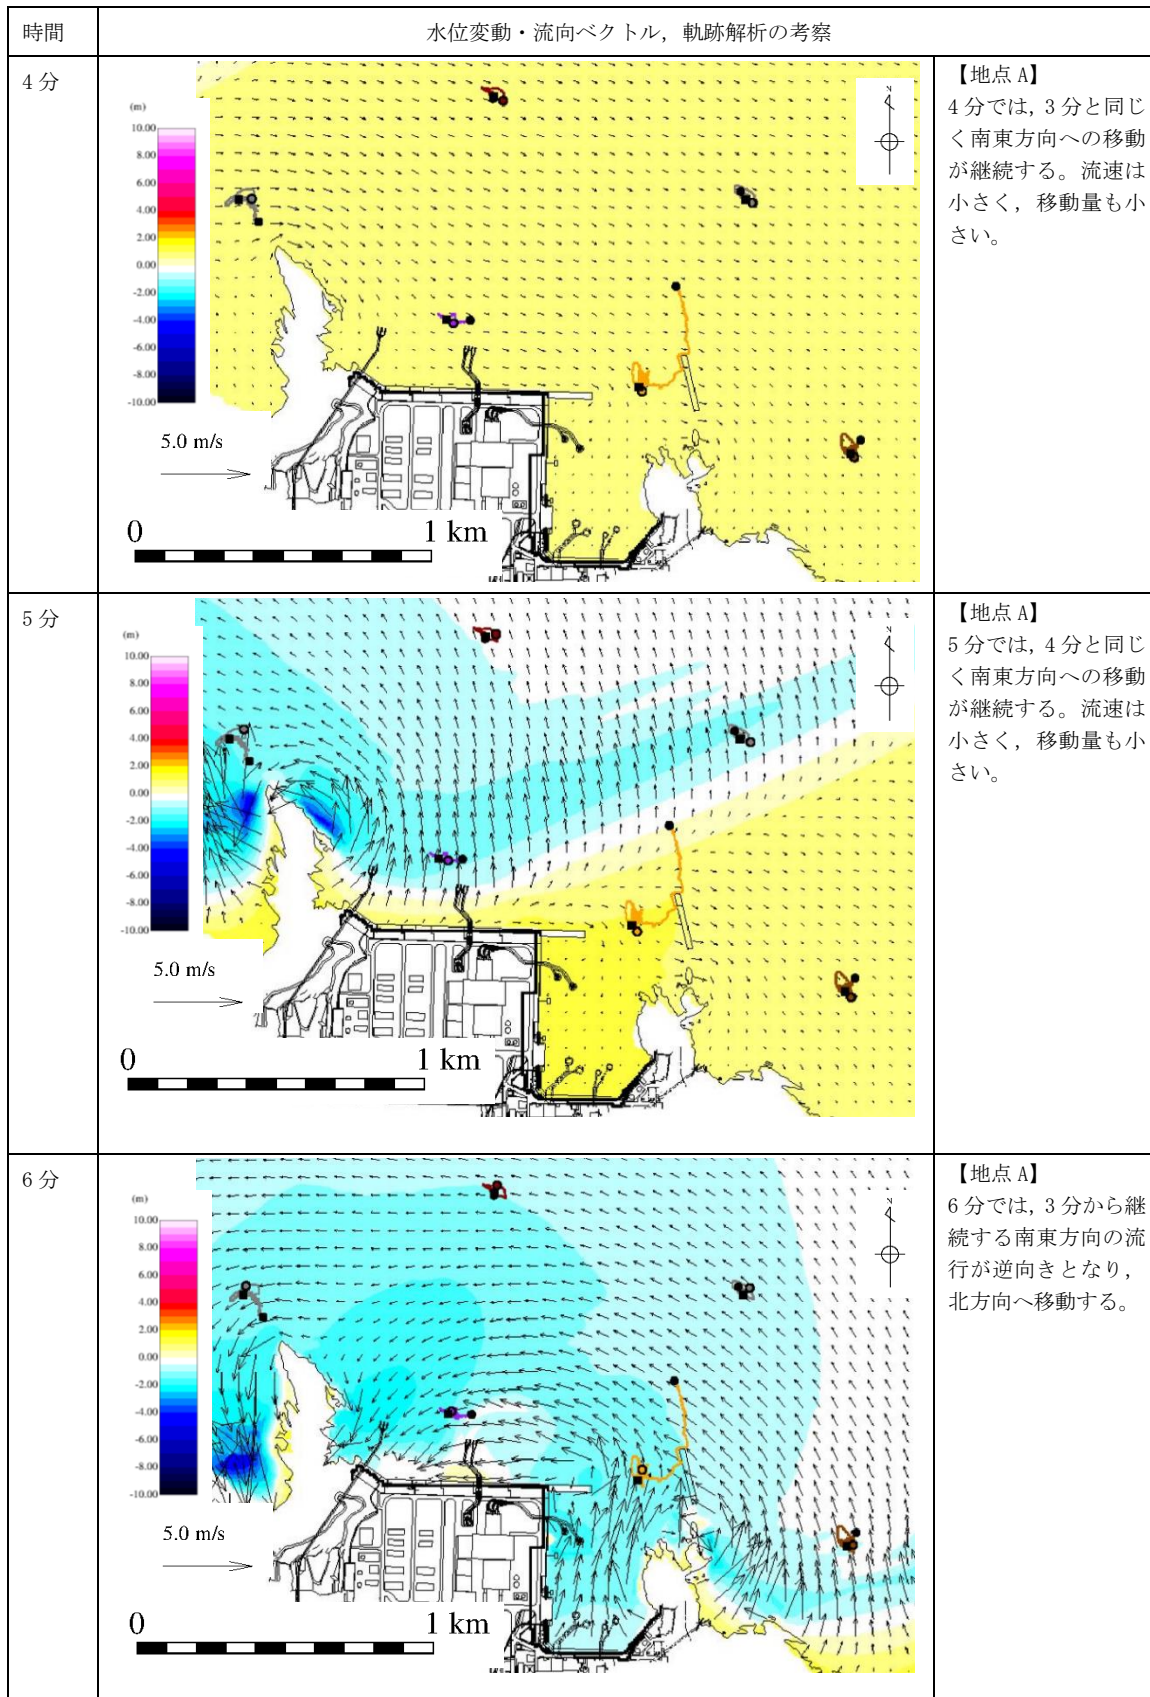 時間
水位変動・流向ベクトル，軌跡解析の考察
4分
(m)
10.00
8.00
6.00
4.00
2.00
0.00
-2.00
-4.00
-6.00
-8.00
-10.00
5.0 m/s
0
1 km
N
【地点 A】
4分では，3分と同じ
く南東方向への移動
が継続する。流速は
小さく，移動量も小
さい。
5分
(m)
10.00
8.00
6.00
4.00
2.00
0.00
-2.00
-4.00
-6.00
-8.00
-10.00
5.0 m/s
0
1 km
N
【地点 A】
5分では，4分と同じ
く南東方向への移動
が継続する。流速は
小さく，移動量も小
さい。
6分
(m)
10.00
8.00
6.00
4.00
2.00
0.00
-2.00
-4.00
-6.00
-8.00
-10.00
5.0 m/s
0
1 km
N
【地点 A】
6分では，3分から継
続する南東方向の流
行が逆向きとなり，
北方向へ移動する。